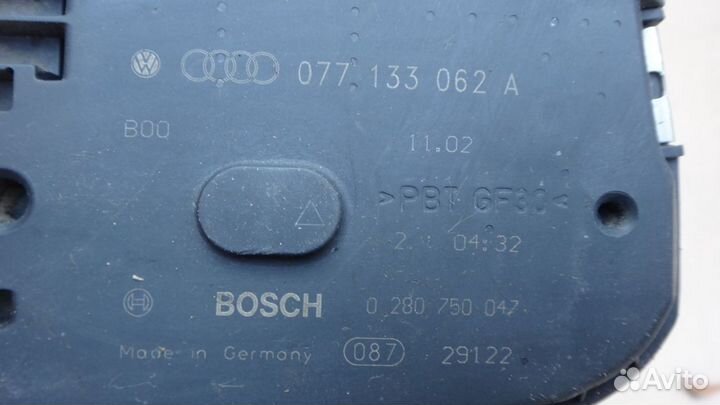 077 133 062 A
B00 11.02
>PBT GF30<
04:32
BOSCH 0 280 750 047
Made in Germany 087 29122
Avito